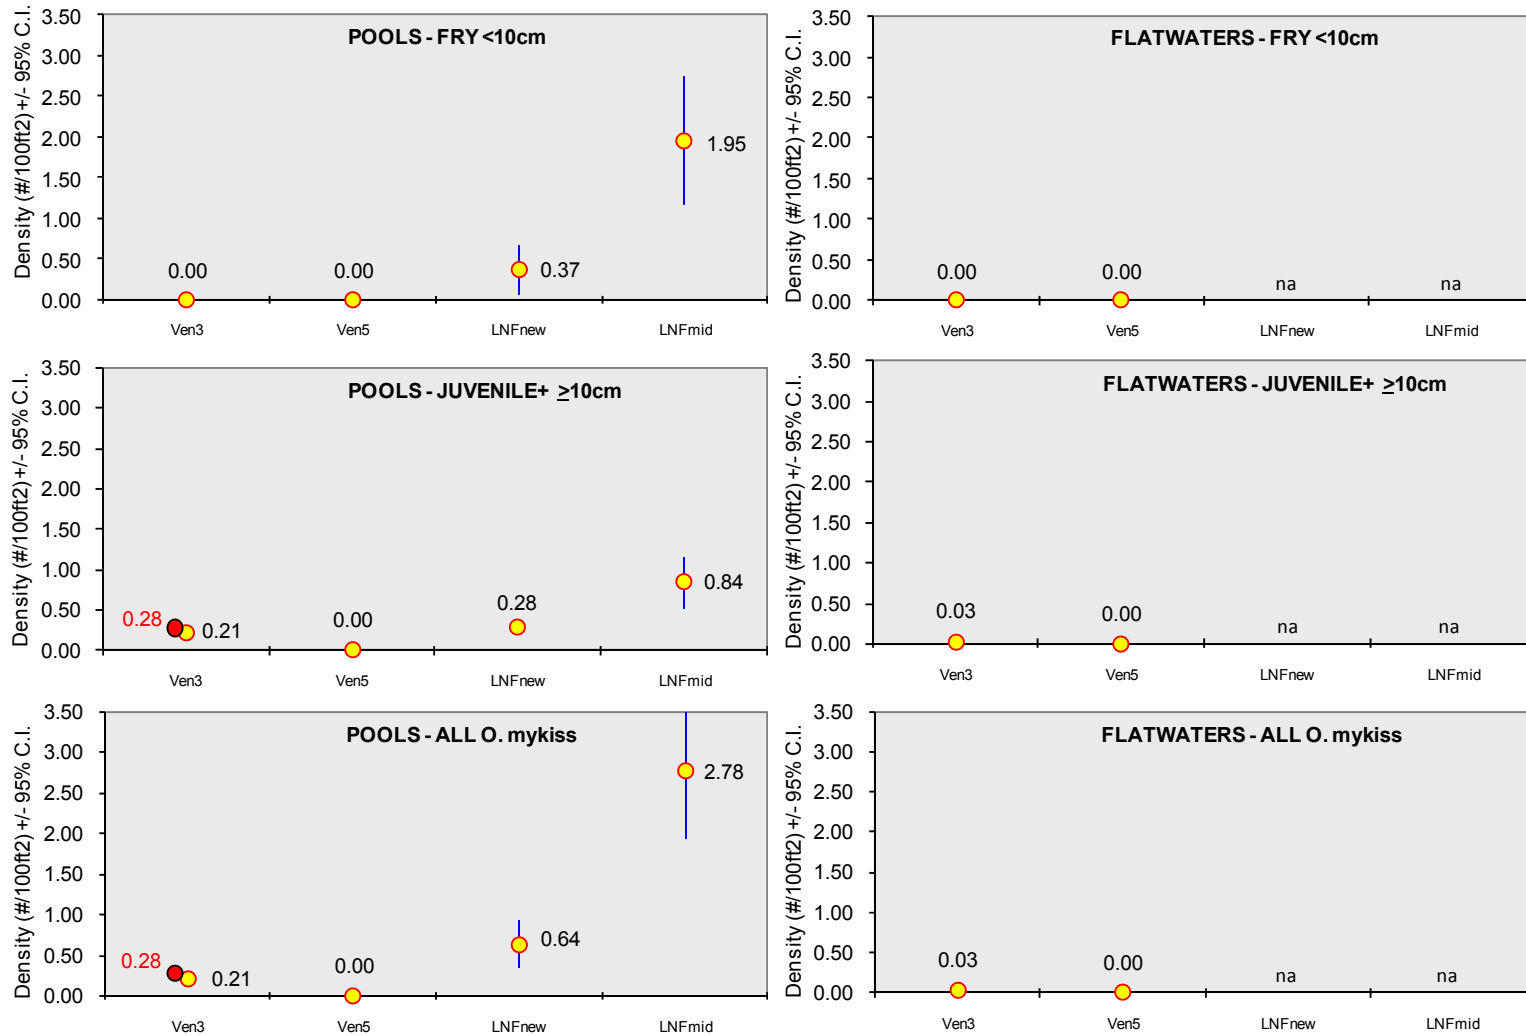 POOLS - FRY <10cm
Density (#/100ft2) +/- 95% C.I.
3.50
3.00
2.50
2.00
1.50
1.00
0.50
0.00
0.00
0.00
0.37
1.95
Ven3
Ven5
LNFnew
LNFmid
FLATWATERS - FRY <10cm
Density (#/100ft2) +/- 95% C.I.
3.50
3.00
2.50
2.00
1.50
1.00
0.50
0.00
0.00
0.00
na
na
Ven3
Ven5
LNFnew
LNFmid
POOLS - JUVENILE+ ≥10cm
Density (#/100ft2) +/- 95% C.I.
3.50
3.00
2.50
2.00
1.50
1.00
0.50
0.00
0.28
0.21
0.00
0.28
0.84
Ven3
Ven5
LNFnew
LNFmid
FLATWATERS - JUVENILE+ ≥10cm
Density (#/100ft2) +/- 95% C.I.
3.50
3.00
2.50
2.00
1.50
1.00
0.50
0.00
0.03
0.00
na
na
Ven3
Ven5
LNFnew
LNFmid
POOLS - ALL O. mykiss
Density (#/100ft2) +/- 95% C.I.
3.50
3.00
2.50
2.00
1.50
1.00
0.50
0.00
0.28
0.21
0.00
0.64
2.78
Ven3
Ven5
LNFnew
LNFmid
FLATWATERS - ALL O. mykiss
Density (#/100ft2) +/- 95% C.I.
3.50
3.00
2.50
2.00
1.50
1.00
0.50
0.00
0.03
0.00
na
na
Ven3
Ven5
LNFnew
LNFmid